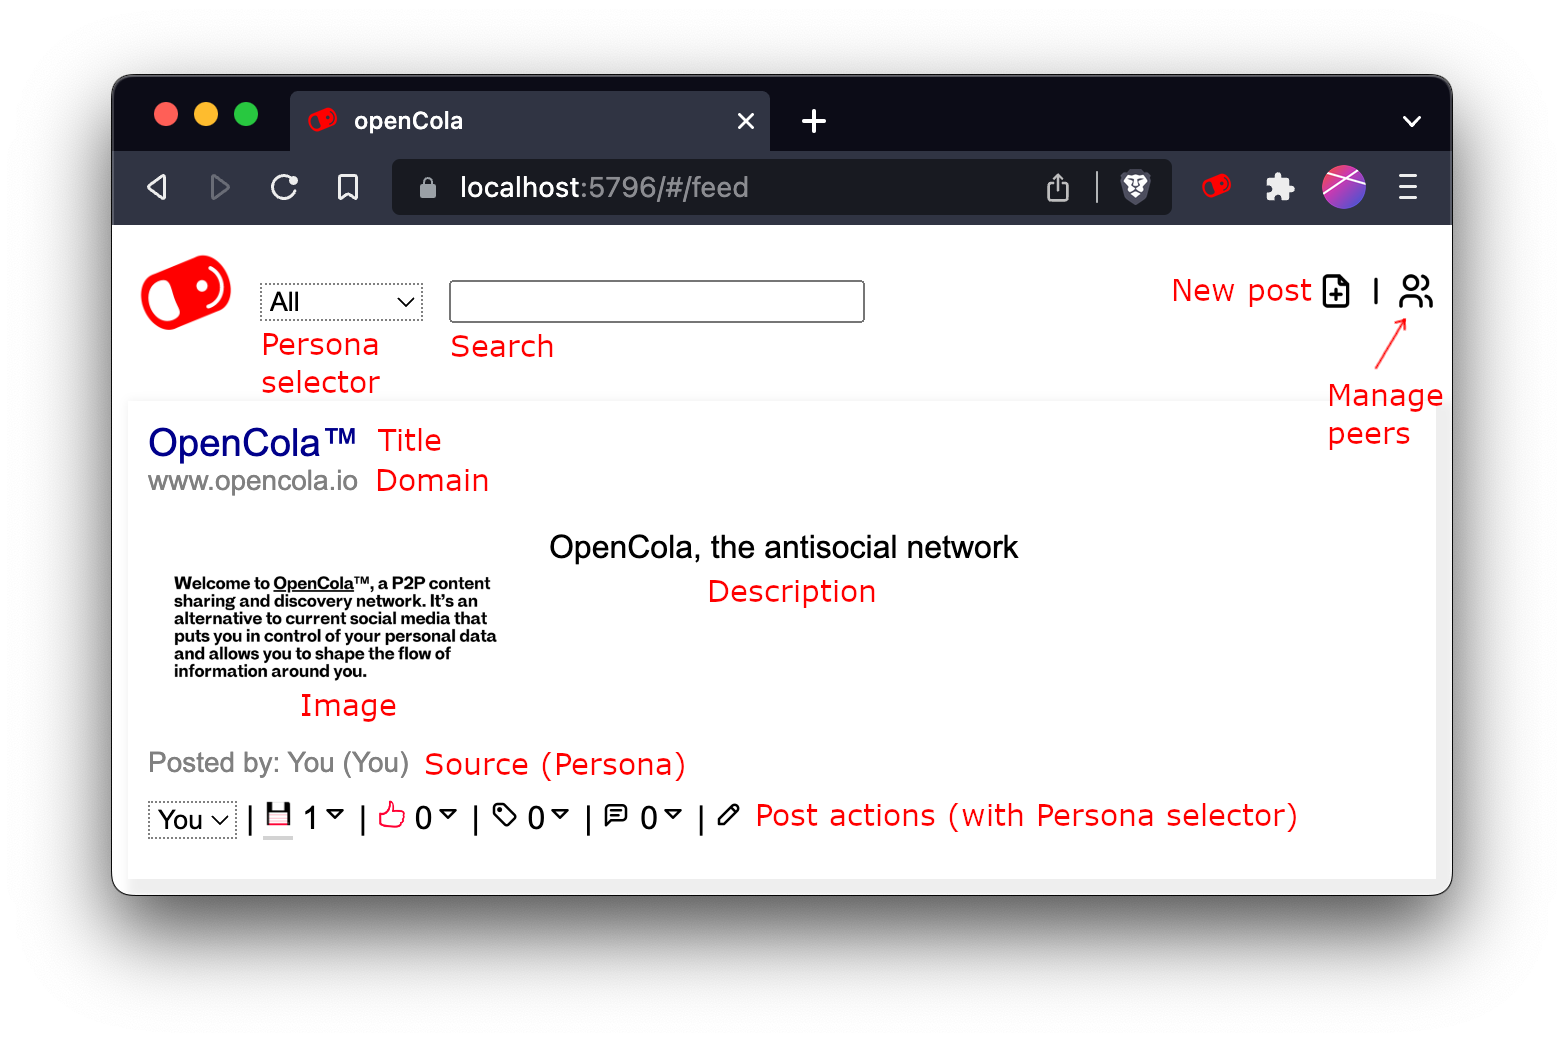 openCola
localhost:5796/#/feed
All
New post
Persona
selector
Search
Manage
peers
OpenCola™ Title
www.opencola.io Domain
OpenCola, the antisocial network
Description
Welcome to OpenCola™, a P2P content
sharing and discovery network. It's an
alternative to current social media that
puts you in control of your personal data
and allows you to shape the flow of
information around you.
Image
Posted by: You (You) Source (Persona)
You | 1 | 0 | 0 | 0 | Post actions (with Persona selector)